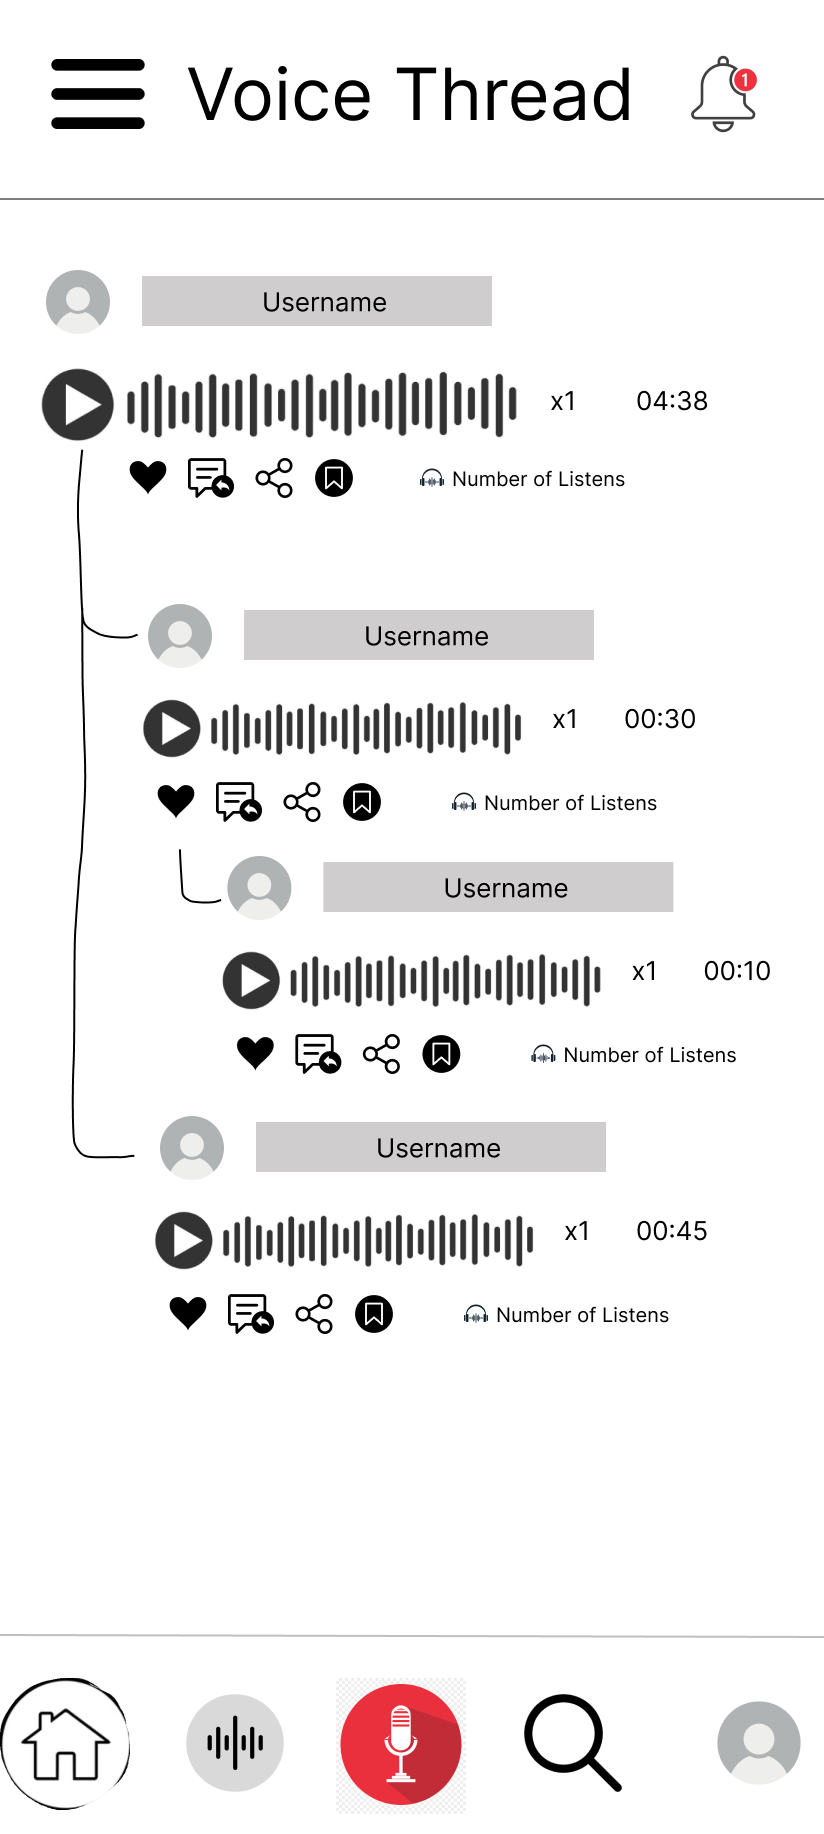 Voice Thread
1
Username
x1 04:38
Number of Listens
Username
x1 00:30
Number of Listens
Username
x1 00:10
Number of Listens
Username
x1 00:45
Number of Listens